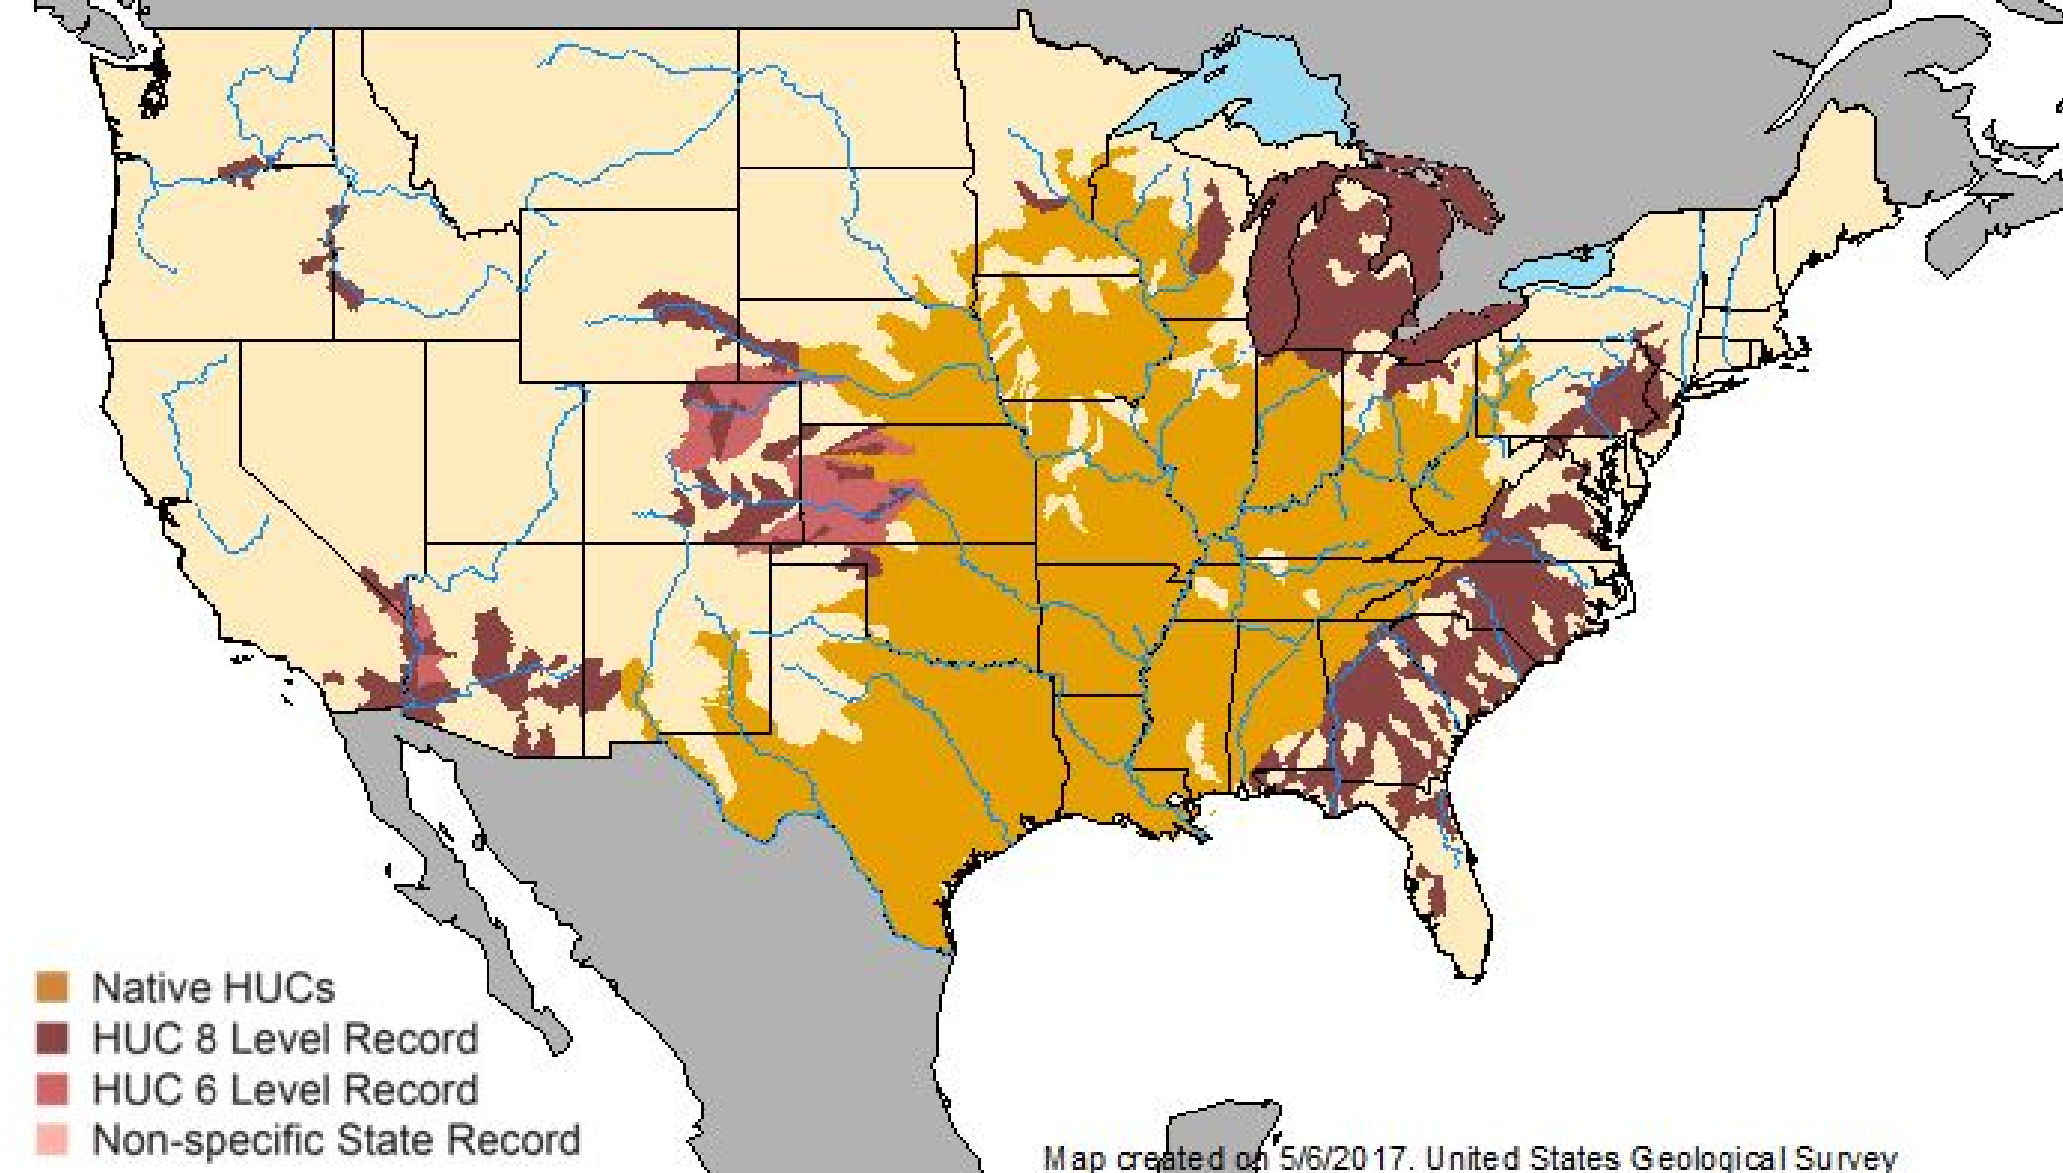 Native HUCs
HUC 8 Level Record
HUC 6 Level Record
Non-specific State Record
Map created on 5/6/2017. United States Geological Survey